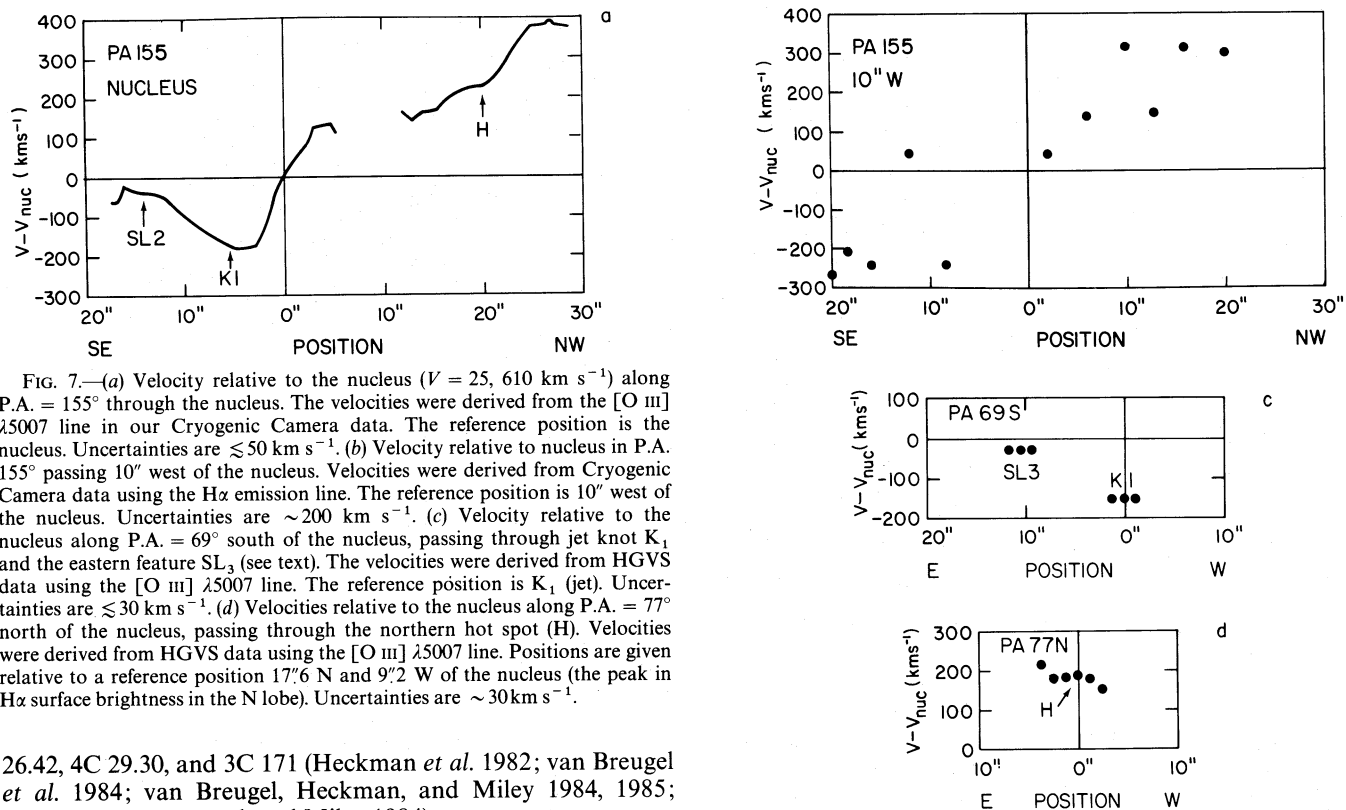 a
400
300
200
100
0
-100
-200
-300
V-Vnuc (kms⁻¹)
PA 155
NUCLEUS
SL2
K1
H
20" 10" 0" 10" 20" 30"
SE POSITION NW
400
300
200
100
0
-100
-200
-300
V-Vnuc (kms⁻¹)
PA 155
10" W
20" 10" 0" 10" 20" 30"
SE POSITION NW
FIG. 7.—(a) Velocity relative to the nucleus (V = 25, 610 km s⁻¹) along
P.A. = 155° through the nucleus. The velocities were derived from the [O III]
λ5007 line in our Cryogenic Camera data. The reference position is the
nucleus. Uncertainties are ≲50 km s⁻¹. (b) Velocity relative to nucleus in P.A.
155° passing 10″ west of the nucleus. Velocities were derived from Cryogenic
Camera data using the Hα emission line. The reference position is 10″ west of
the nucleus. Uncertainties are ~200 km s⁻¹. (c) Velocity relative to the
nucleus along P.A. = 69° south of the nucleus, passing through jet knot K₁
and the eastern feature SL₃ (see text). The velocities were derived from HGVS
data using the [O III] λ5007 line. The reference position is K₁ (jet). Uncer-
tainties are ≲30 km s⁻¹. (d) Velocities relative to the nucleus along P.A. = 77°
north of the nucleus, passing through the northern hot spot (H). Velocities
were derived from HGVS data using the [O III] λ5007 line. Positions are given
relative to a reference position 17″.6 N and 9″.2 W of the nucleus (the peak in
Hα surface brightness in the N lobe). Uncertainties are ~30 km s⁻¹.
26.42, 4C 29.30, and 3C 171 (Heckman et al. 1982; van Breugel
et al. 1984; van Breugel, Heckman, and Miley 1984, 1985;
c
100
0
-100
-200
V-Vnuc (kms⁻¹)
PA 69 S
SL3
K1
20" 10" 0" 10"
E POSITION W
d
300
200
100
0
V-Vnuc (kms⁻¹)
PA 77N
H
10" 0" 10"
E POSITION W